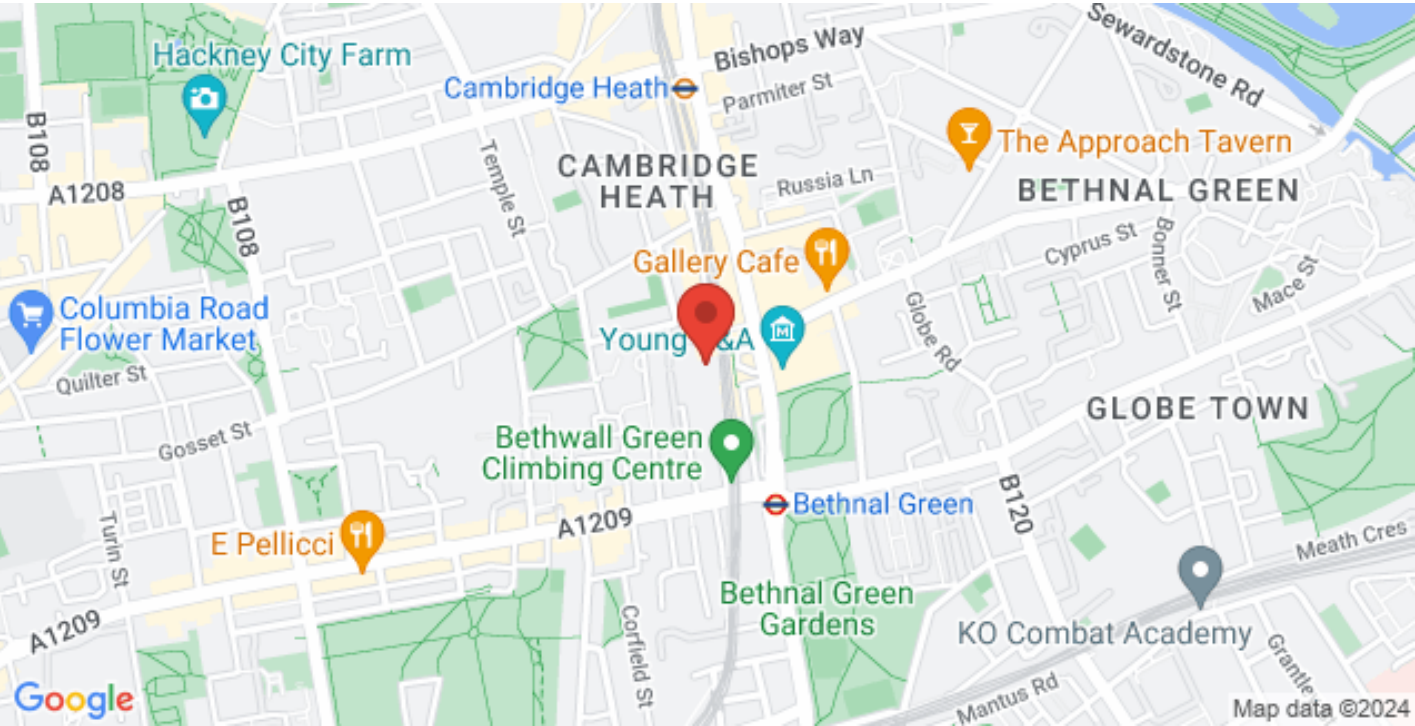 Hackney City Farm
Bishops Way
Sewardstone Rd
Cambridge Heath
Parmiter St
B108
The Approach Tavern
Temple St
CAMBRIDGE
HEATH
Russia Ln
BETHNAL GREEN
A1208
B108
Cyprus St
Bonner St
Gallery Cafe
Mace St
Columbia Road
Flower Market
Globe Rd
Young &A
Quilter St
GLOBE TOWN
Gosset St
Bethwall Green
Climbing Centre
B120
Bethnal Green
A1209
Turin St
E Pellicci
Meath Cres
Bethnal Green
Gardens
A1209
Corfield St
KO Combat Academy
Grantle
Mantus Rd
Google
Map data ©2024